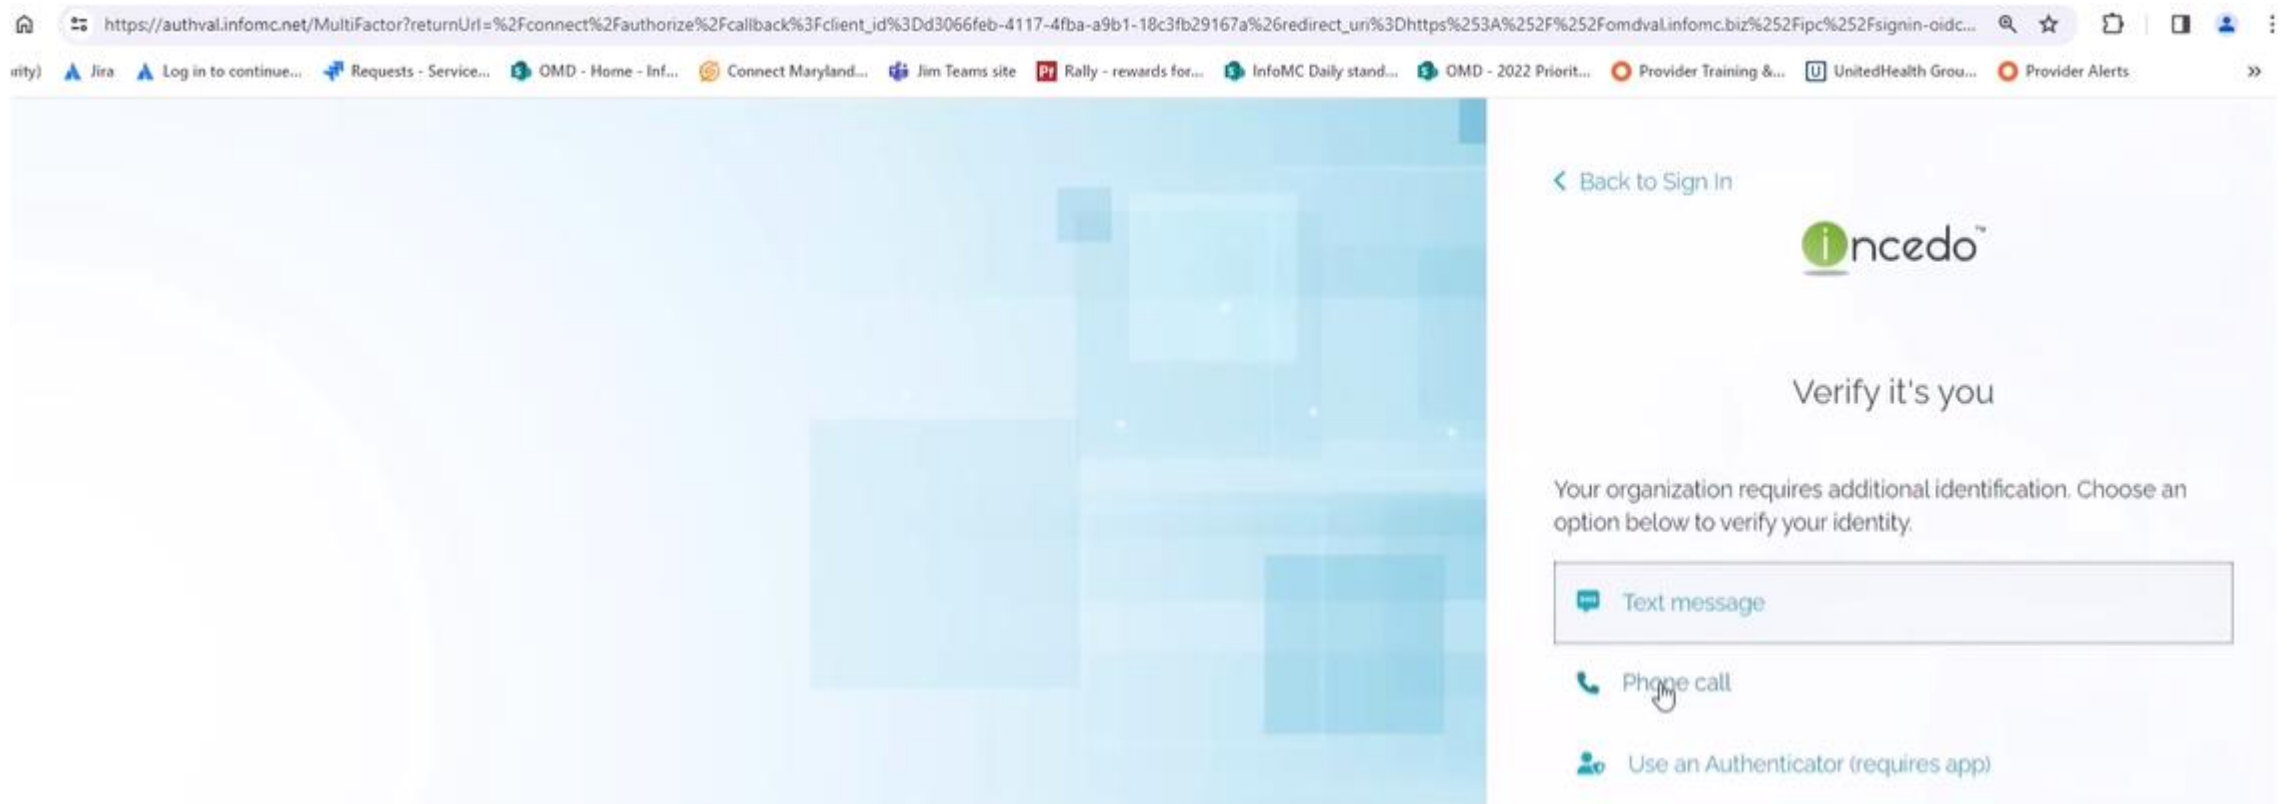 https://authval.infomc.net/MultiFactor?returnUrl=%2Fconnect%2Fauthorize%2Fcallback%3Fclient_id%3Dd3066feb-4117-4fba-a9b1-18c3fb29167a%26redirect_uri%3Dhttps%253A%252F%252Fomdval.infomc.biz%252Fipc%252Fsignin-oidc...
Jira Log in to continue... Requests - Service... OMD - Home - Inf... Connect Maryland... Jim Teams site Rally - rewards for... InfoMC Daily stand... OMD - 2022 Priorit... Provider Training &... UnitedHealth Grou... Provider Alerts »
Back to Sign In
incedo™
Verify it's you
Your organization requires additional identification. Choose an
option below to verify your identity.
Text message
Phone call
Use an Authenticator (requires app)